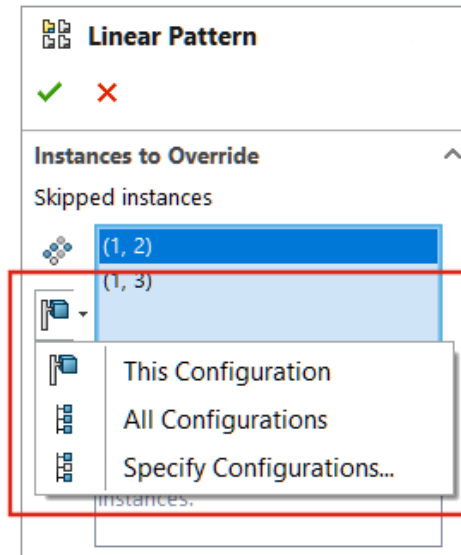 Linear Pattern
Instances to Override
Skipped instances
(1, 2)
(1, 3)
This Configuration
All Configurations
Specify Configurations...
instances.